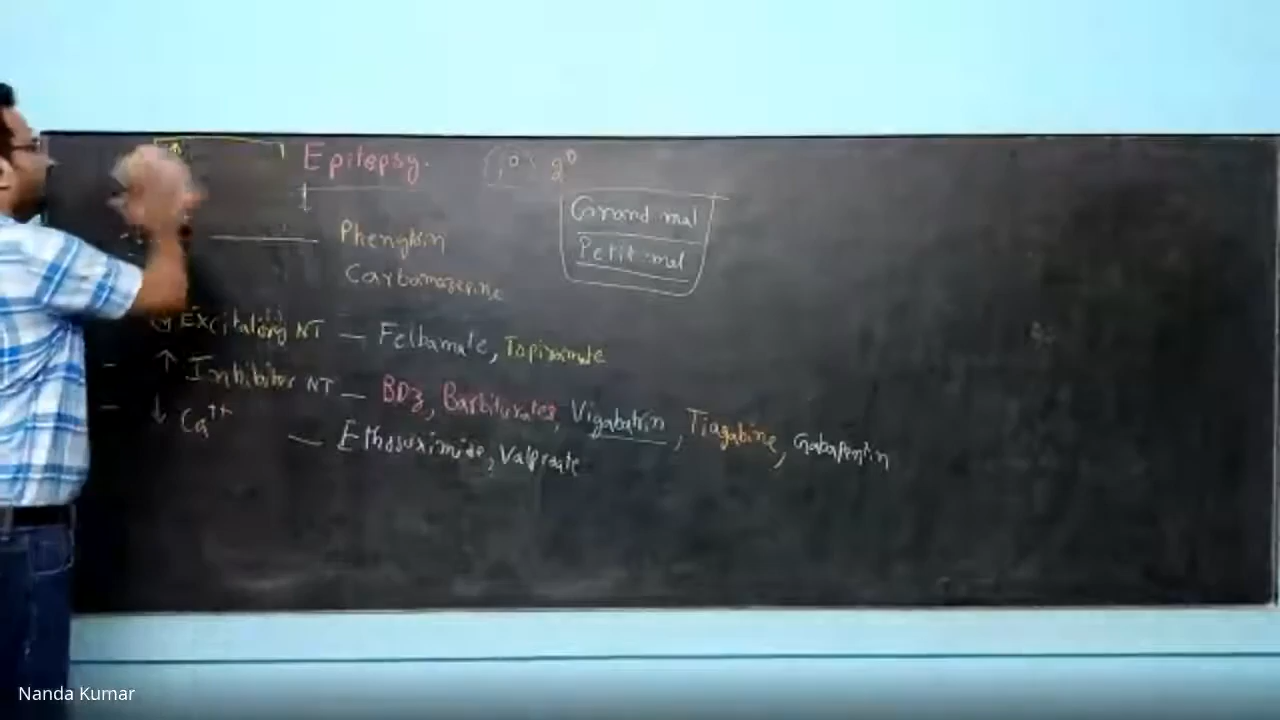 Epilepsy. 1° 2°
Grand mal
Petit mal
Phenytoin
Carbamazepine
Excitatory NT — Felbamate, Topiramate
- ↑ Inhibitor NT — BDZ, Barbiturates, Vigabatrin, Tiagabine, Gabapentin
- ↓ Ca++ — Ethosuximide, Valproate
Nanda Kumar